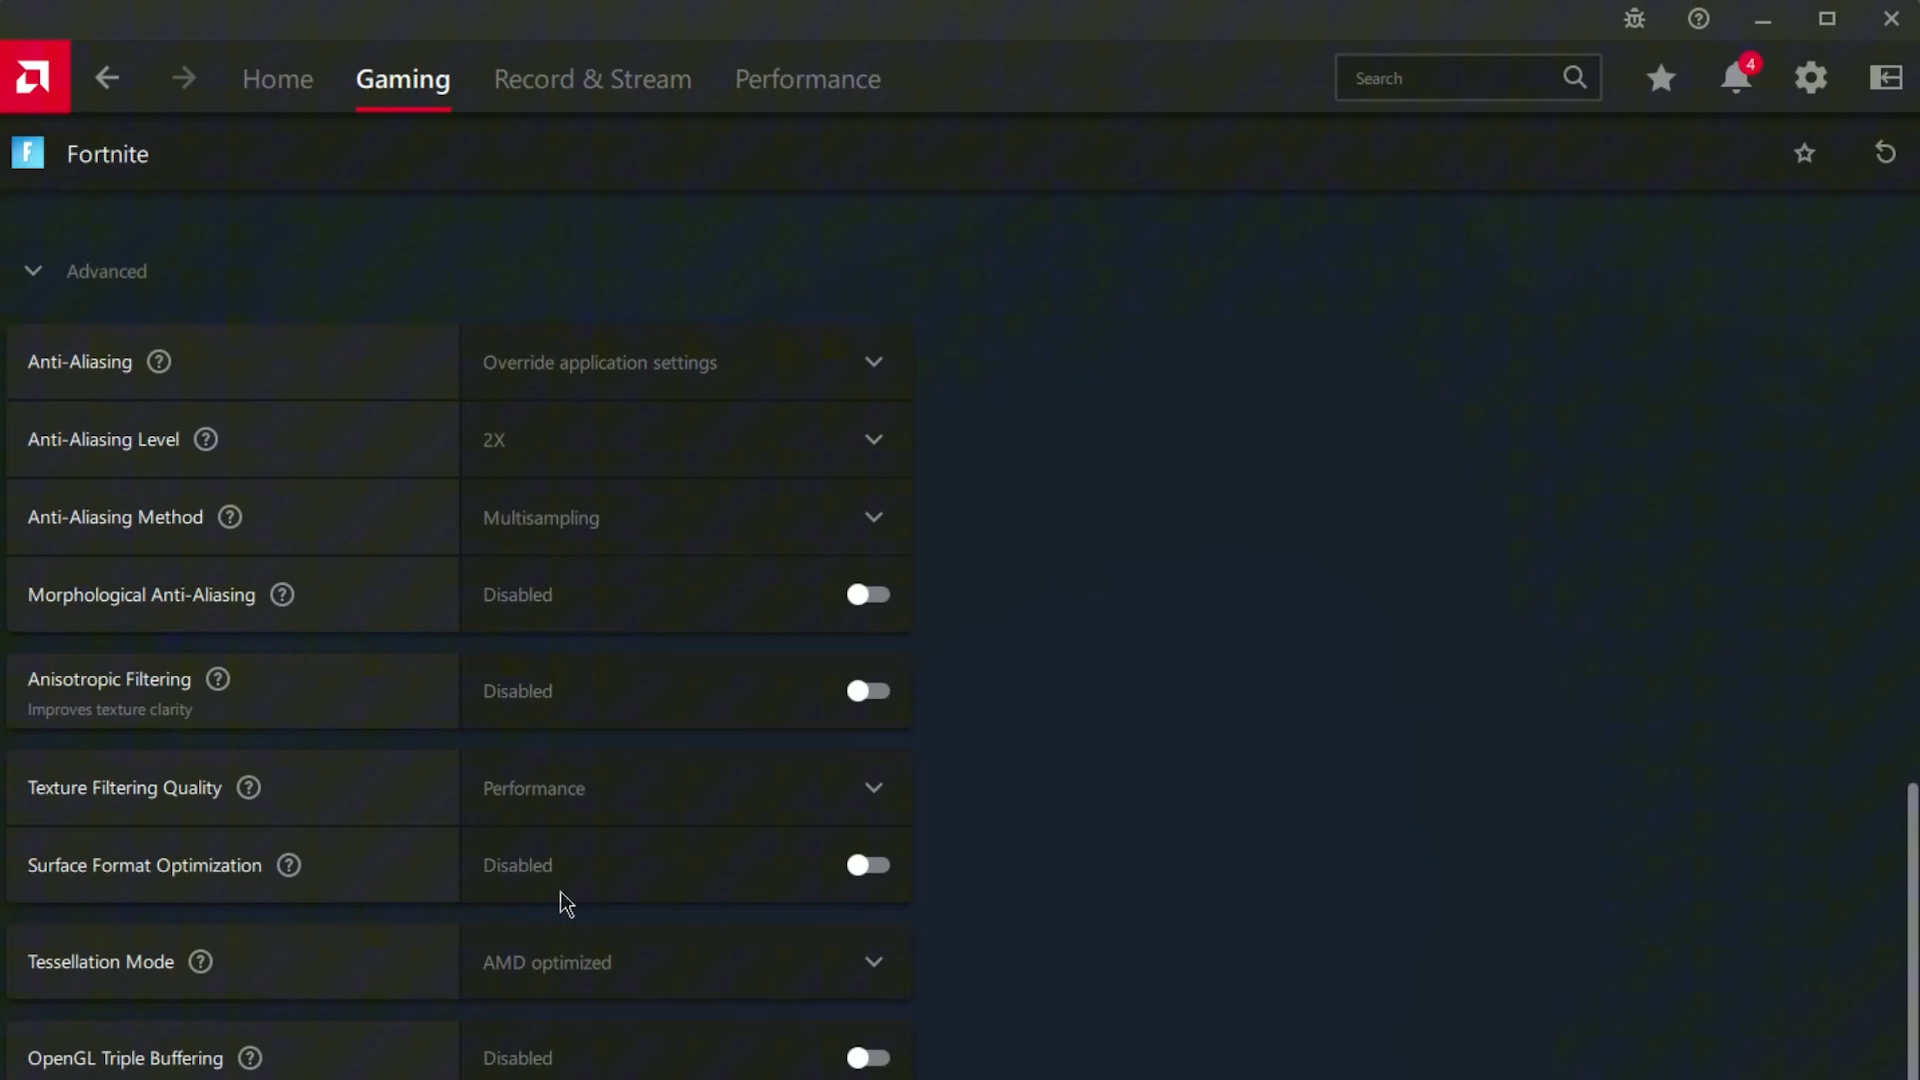 Home
Gaming
Record & Stream
Performance
Search
4
F
Fortnite
Advanced
Anti-Aliasing ?
Override application settings
Anti-Aliasing Level ?
2X
Anti-Aliasing Method ?
Multisampling
Morphological Anti-Aliasing ?
Disabled
Anisotropic Filtering ?
Improves texture clarity
Disabled
Texture Filtering Quality ?
Performance
Surface Format Optimization ?
Disabled
Tessellation Mode ?
AMD optimized
OpenGL Triple Buffering ?
Disabled